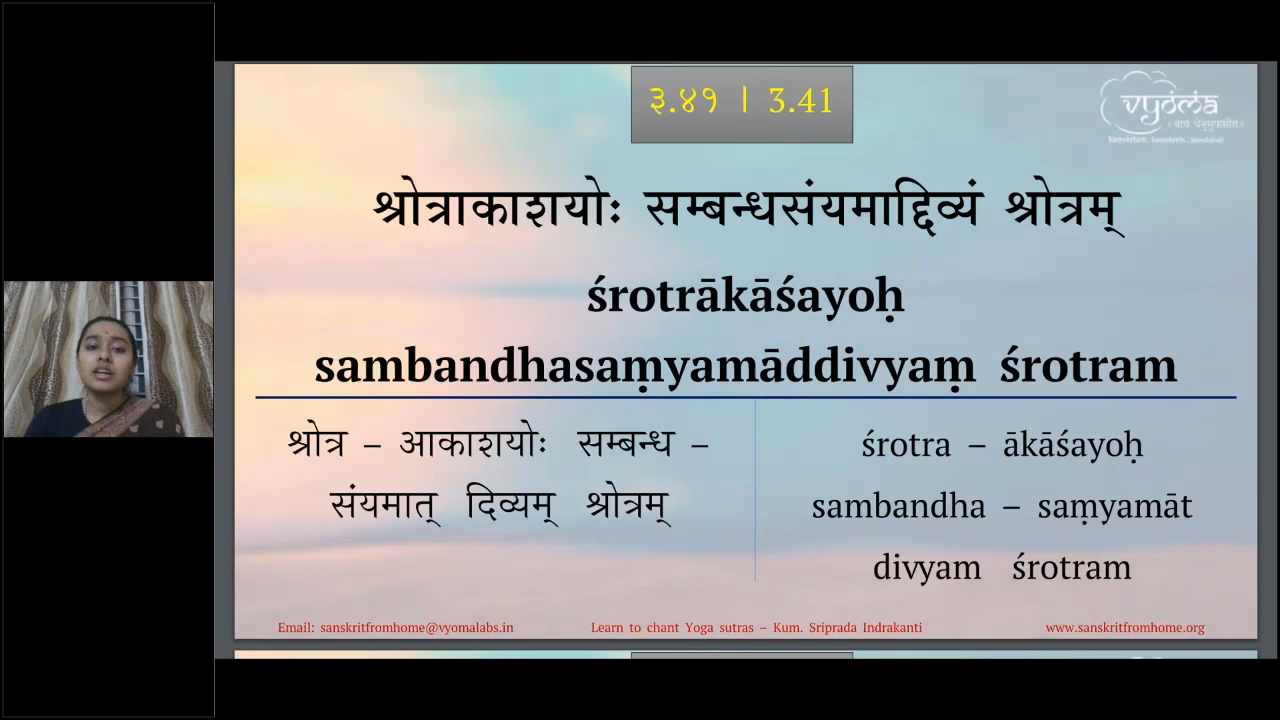 ३.४१ । 3.41
vyoma
श्रोत्राकाशयोः सम्बन्धसंयमाद्दिव्यं श्रोत्रम्
śrotrākāśayoḥ
sambandhasaṃyamāddivyaṃ śrotram
श्रोत्र – आकाशयोः सम्बन्ध –
संयमात् दिव्यम् श्रोत्रम्
śrotra – ākāśayoḥ
sambandha – saṃyamāt
divyam śrotram
Email: sanskritfromhome@vyomalabs.in Learn to chant Yoga sutras – Kum. Sriprada Indrakanti www.sanskritfromhome.org